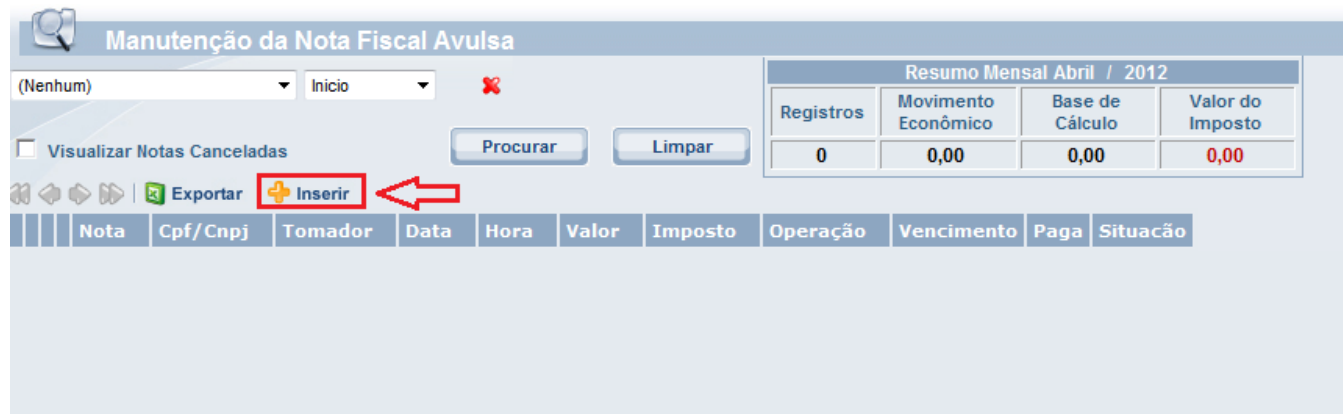 Manutenção da Nota Fiscal Avulsa
(Nenhum) Inicio
Resumo Mensal Abril / 2012
Registros Movimento Econômico Base de Cálculo Valor do Imposto
0 0,00 0,00 0,00
Visualizar Notas Canceladas Procurar Limpar
Exportar Inserir
Nota Cpf/Cnpj Tomador Data Hora Valor Imposto Operação Vencimento Paga Situacão